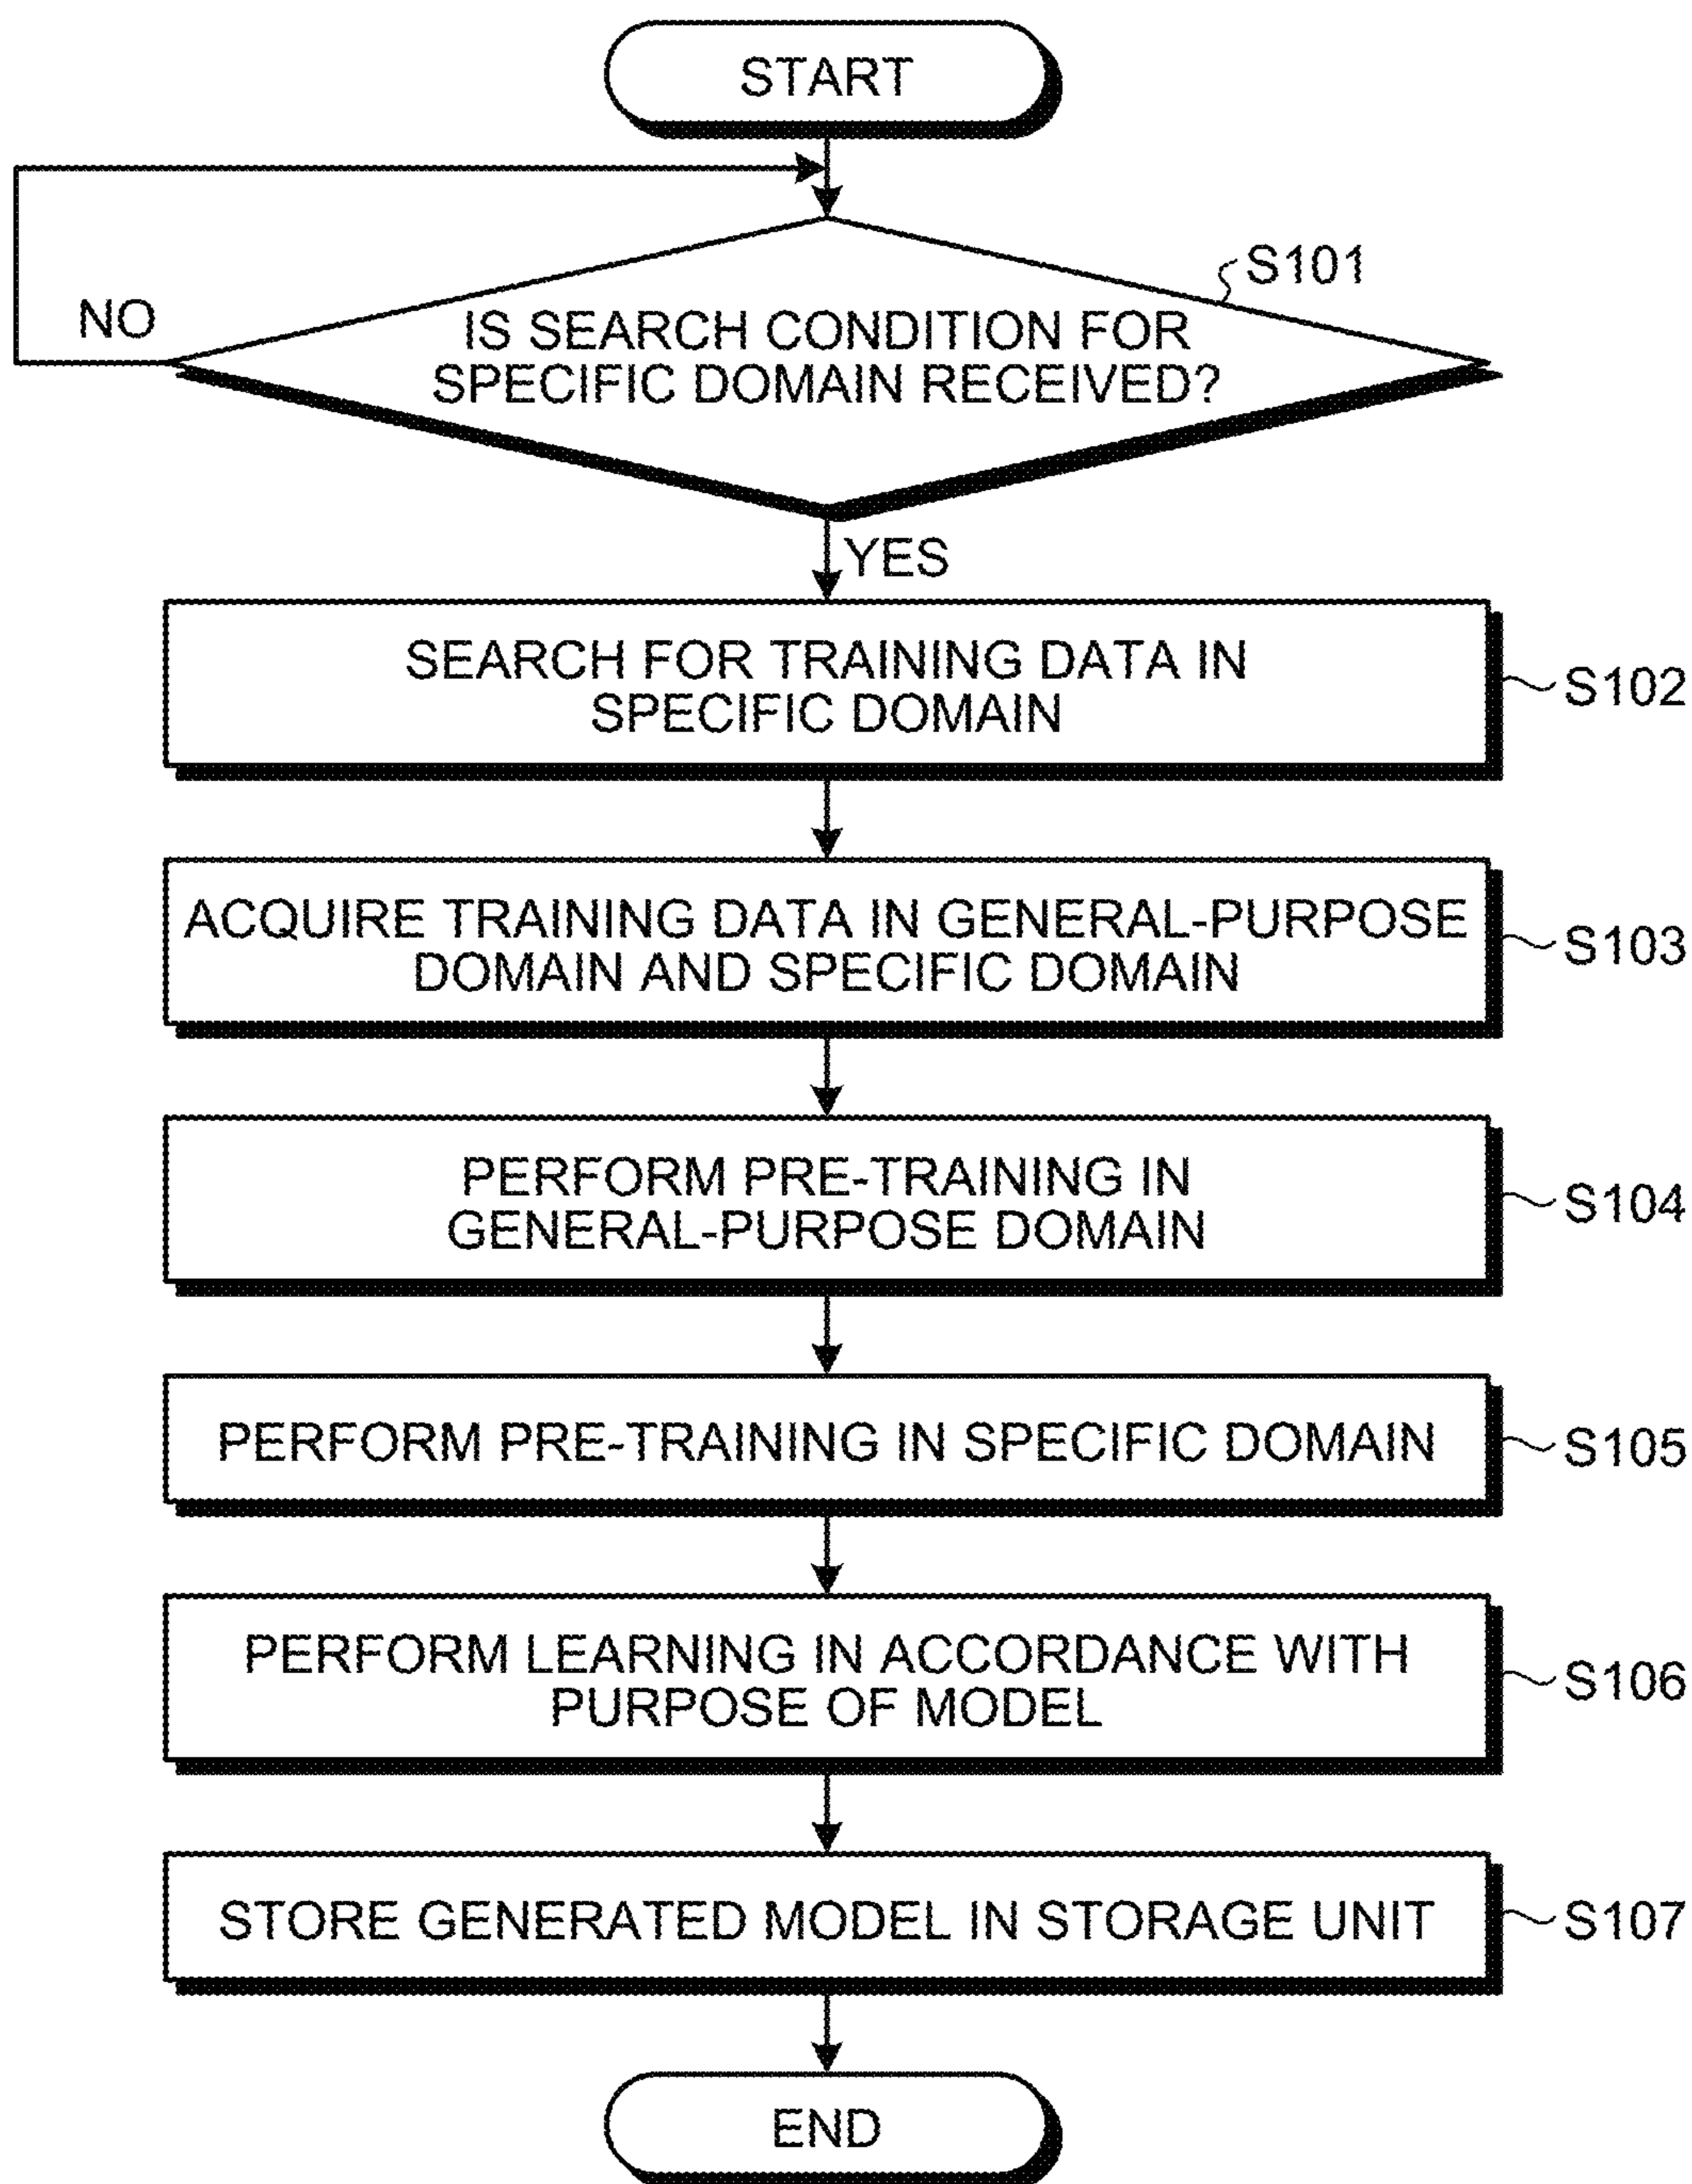 START
NO
S101
IS SEARCH CONDITION FOR
SPECIFIC DOMAIN RECEIVED?
YES
SEARCH FOR TRAINING DATA IN
SPECIFIC DOMAIN
S102
ACQUIRE TRAINING DATA IN GENERAL-PURPOSE
DOMAIN AND SPECIFIC DOMAIN
S103
PERFORM PRE-TRAINING IN
GENERAL-PURPOSE DOMAIN
S104
PERFORM PRE-TRAINING IN SPECIFIC DOMAIN
S105
PERFORM LEARNING IN ACCORDANCE WITH
PURPOSE OF MODEL
S106
STORE GENERATED MODEL IN STORAGE UNIT
S107
END